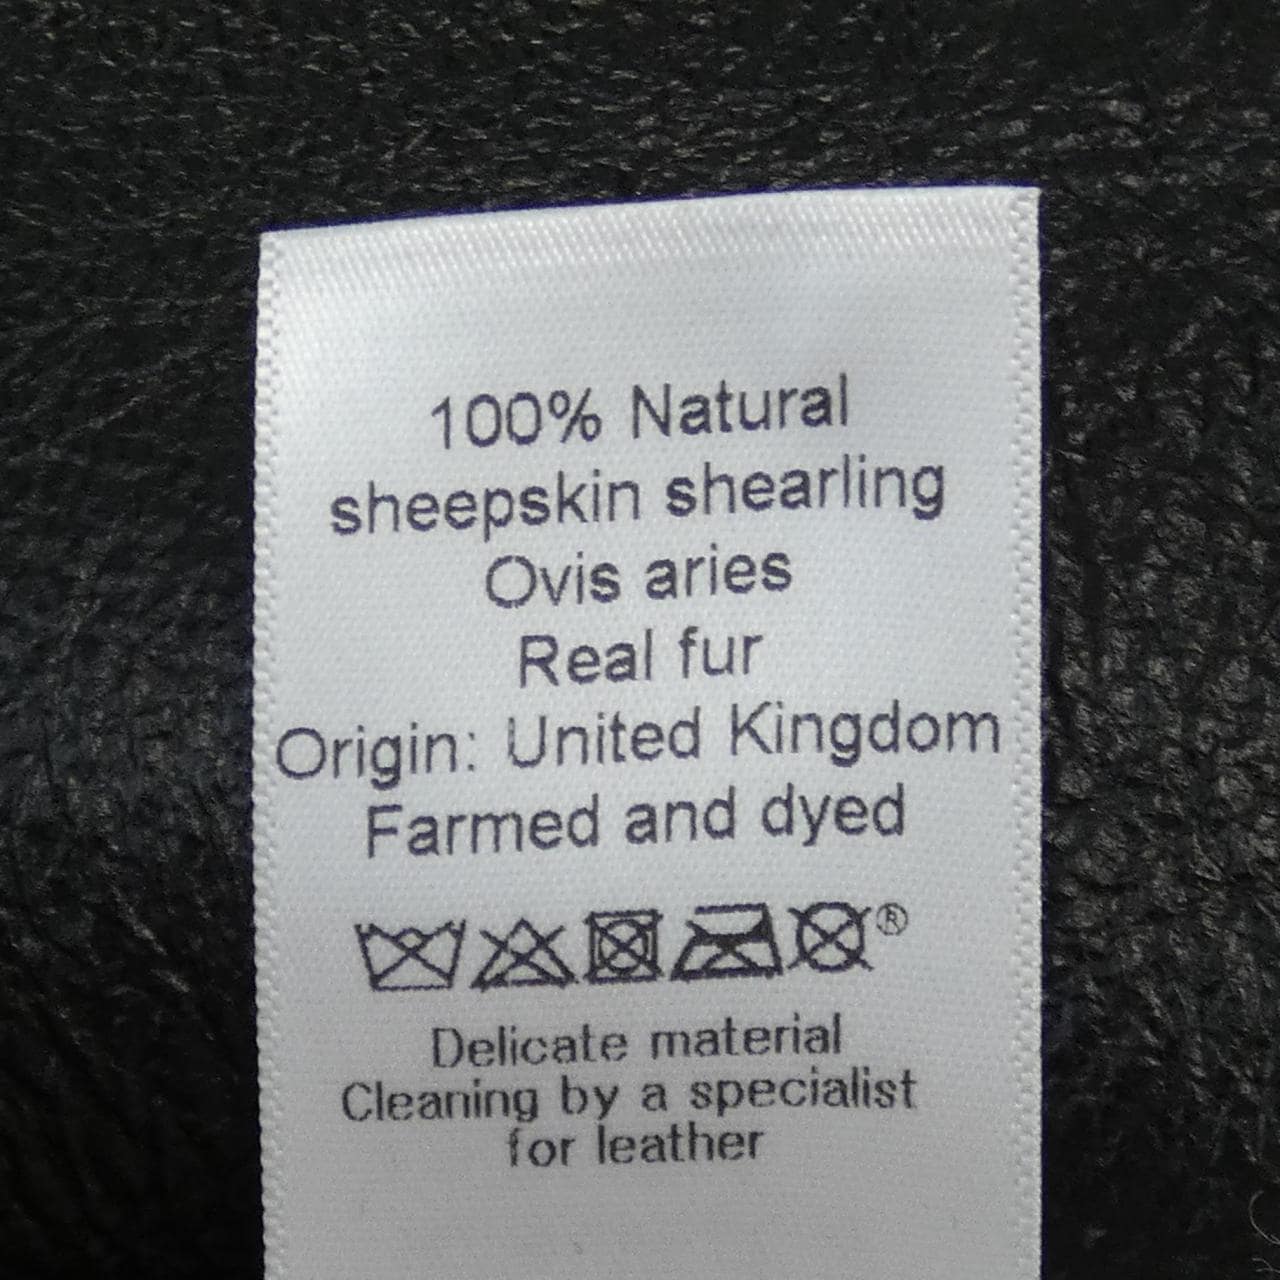 100% Natural
sheepskin shearling
Ovis aries
Real fur
Origin: United Kingdom
Farmed and dyed
®
Delicate material
Cleaning by a specialist
for leather